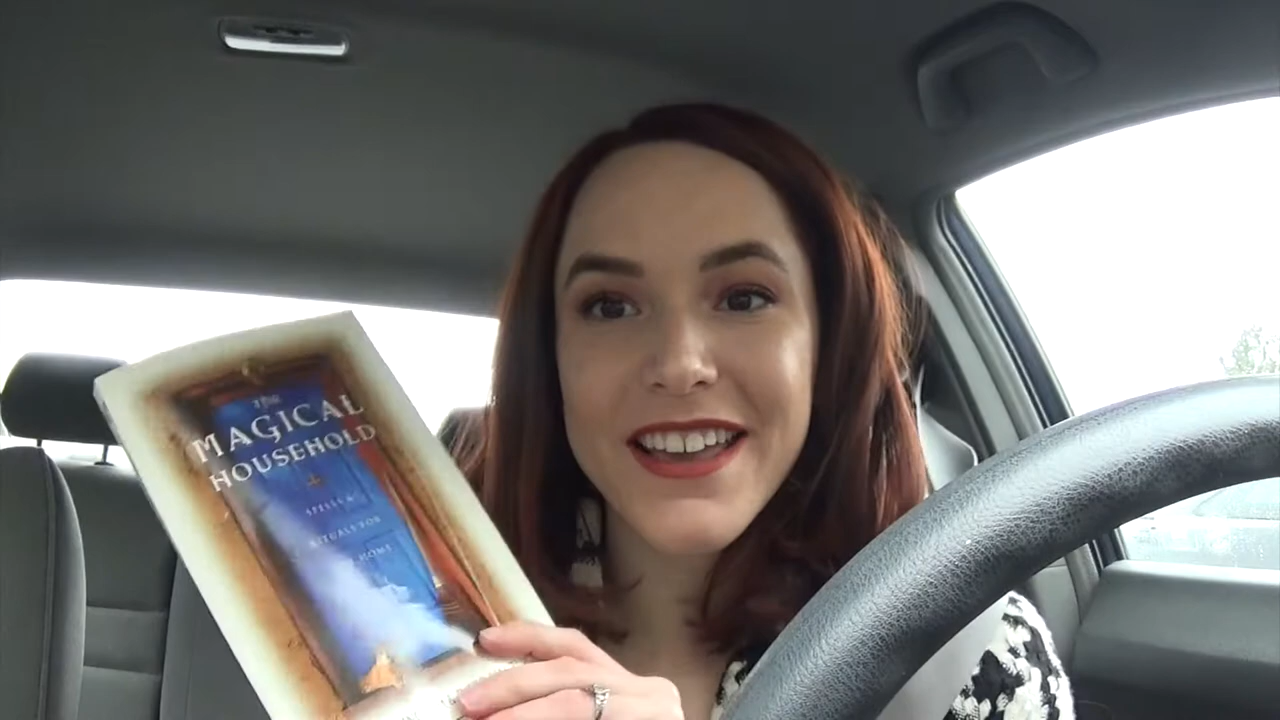 The
MAGICAL
HOUSEHOLD
SPELLS &
RITUALS FOR
HOME